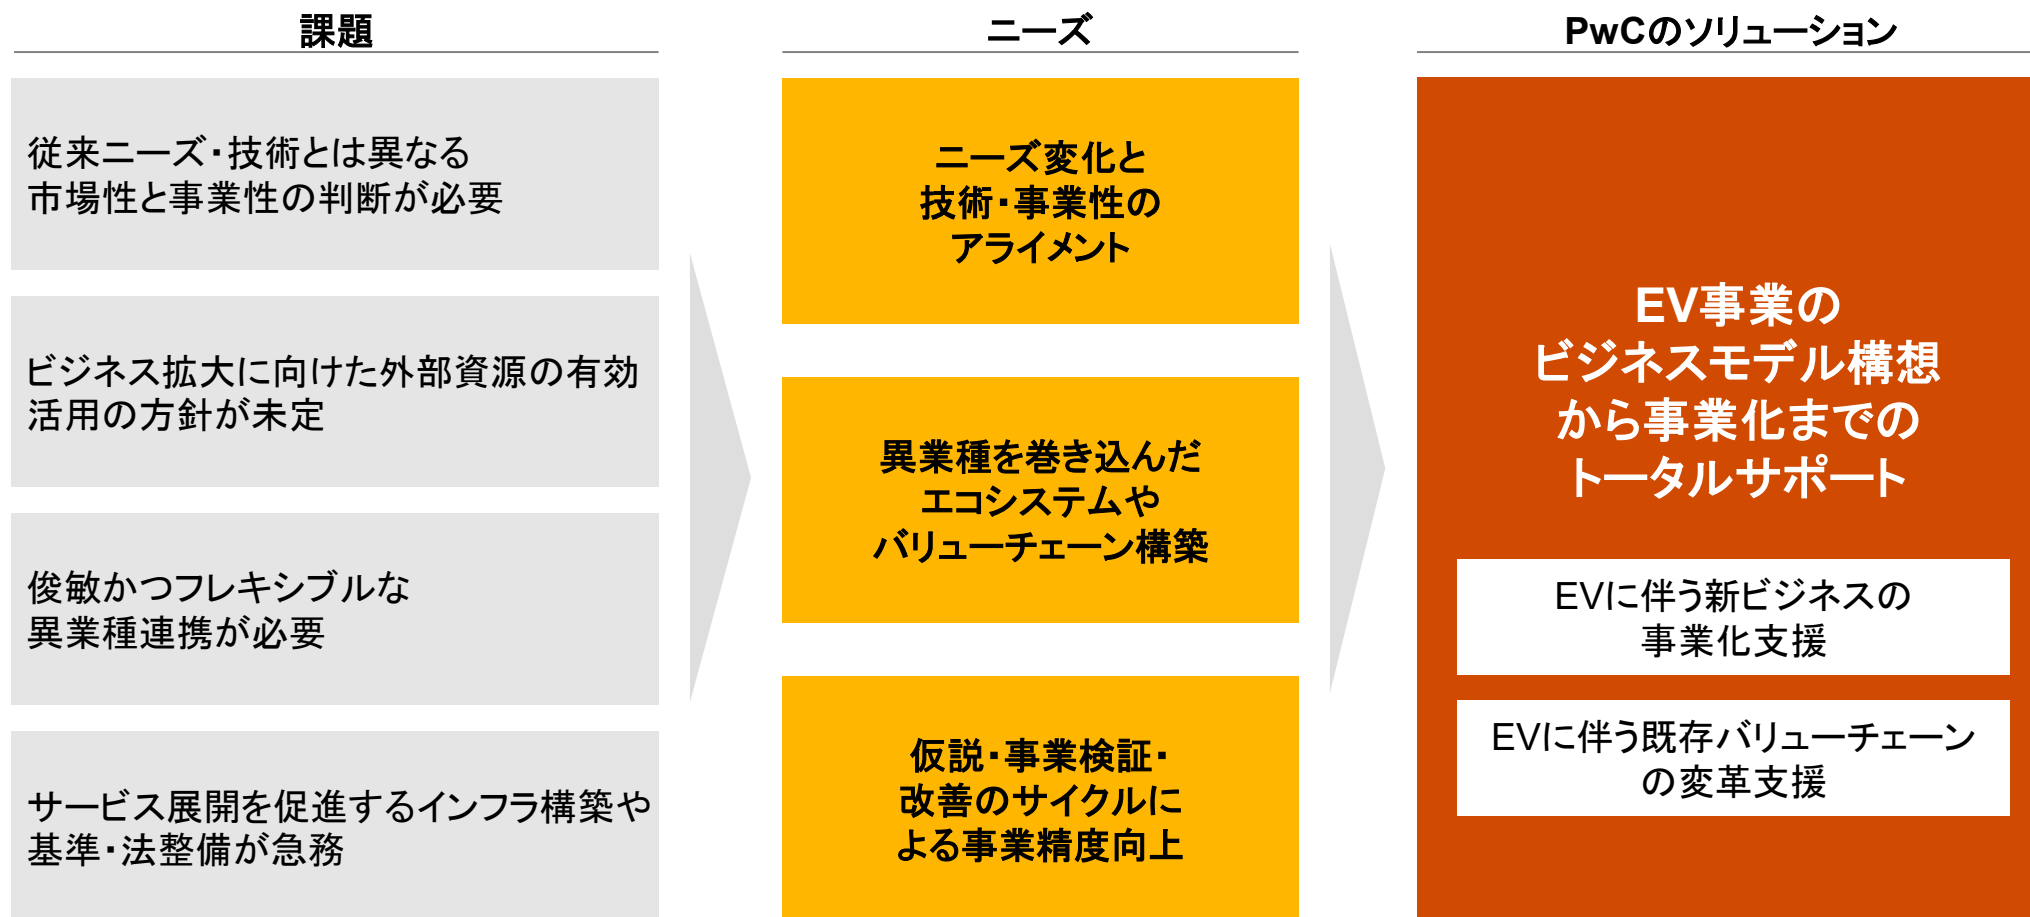 課題
従来ニーズ・技術とは異なる
市場性と事業性の判断が必要
ビジネス拡大に向けた外部資源の有効
活用の方針が未定
俊敏かつフレキシブルな
異業種連携が必要
サービス展開を促進するインフラ構築や
基準・法整備が急務
ニーズ
ニーズ変化と
技術・事業性の
アライメント
異業種を巻き込んだ
エコシステムや
バリューチェーン構築
仮説・事業検証・
改善のサイクルに
よる事業精度向上
PwCのソリューション
EV事業の
ビジネスモデル構想
から事業化までの
トータルサポート
EVに伴う新ビジネスの
事業化支援
EVに伴う既存バリューチェーン
の変革支援